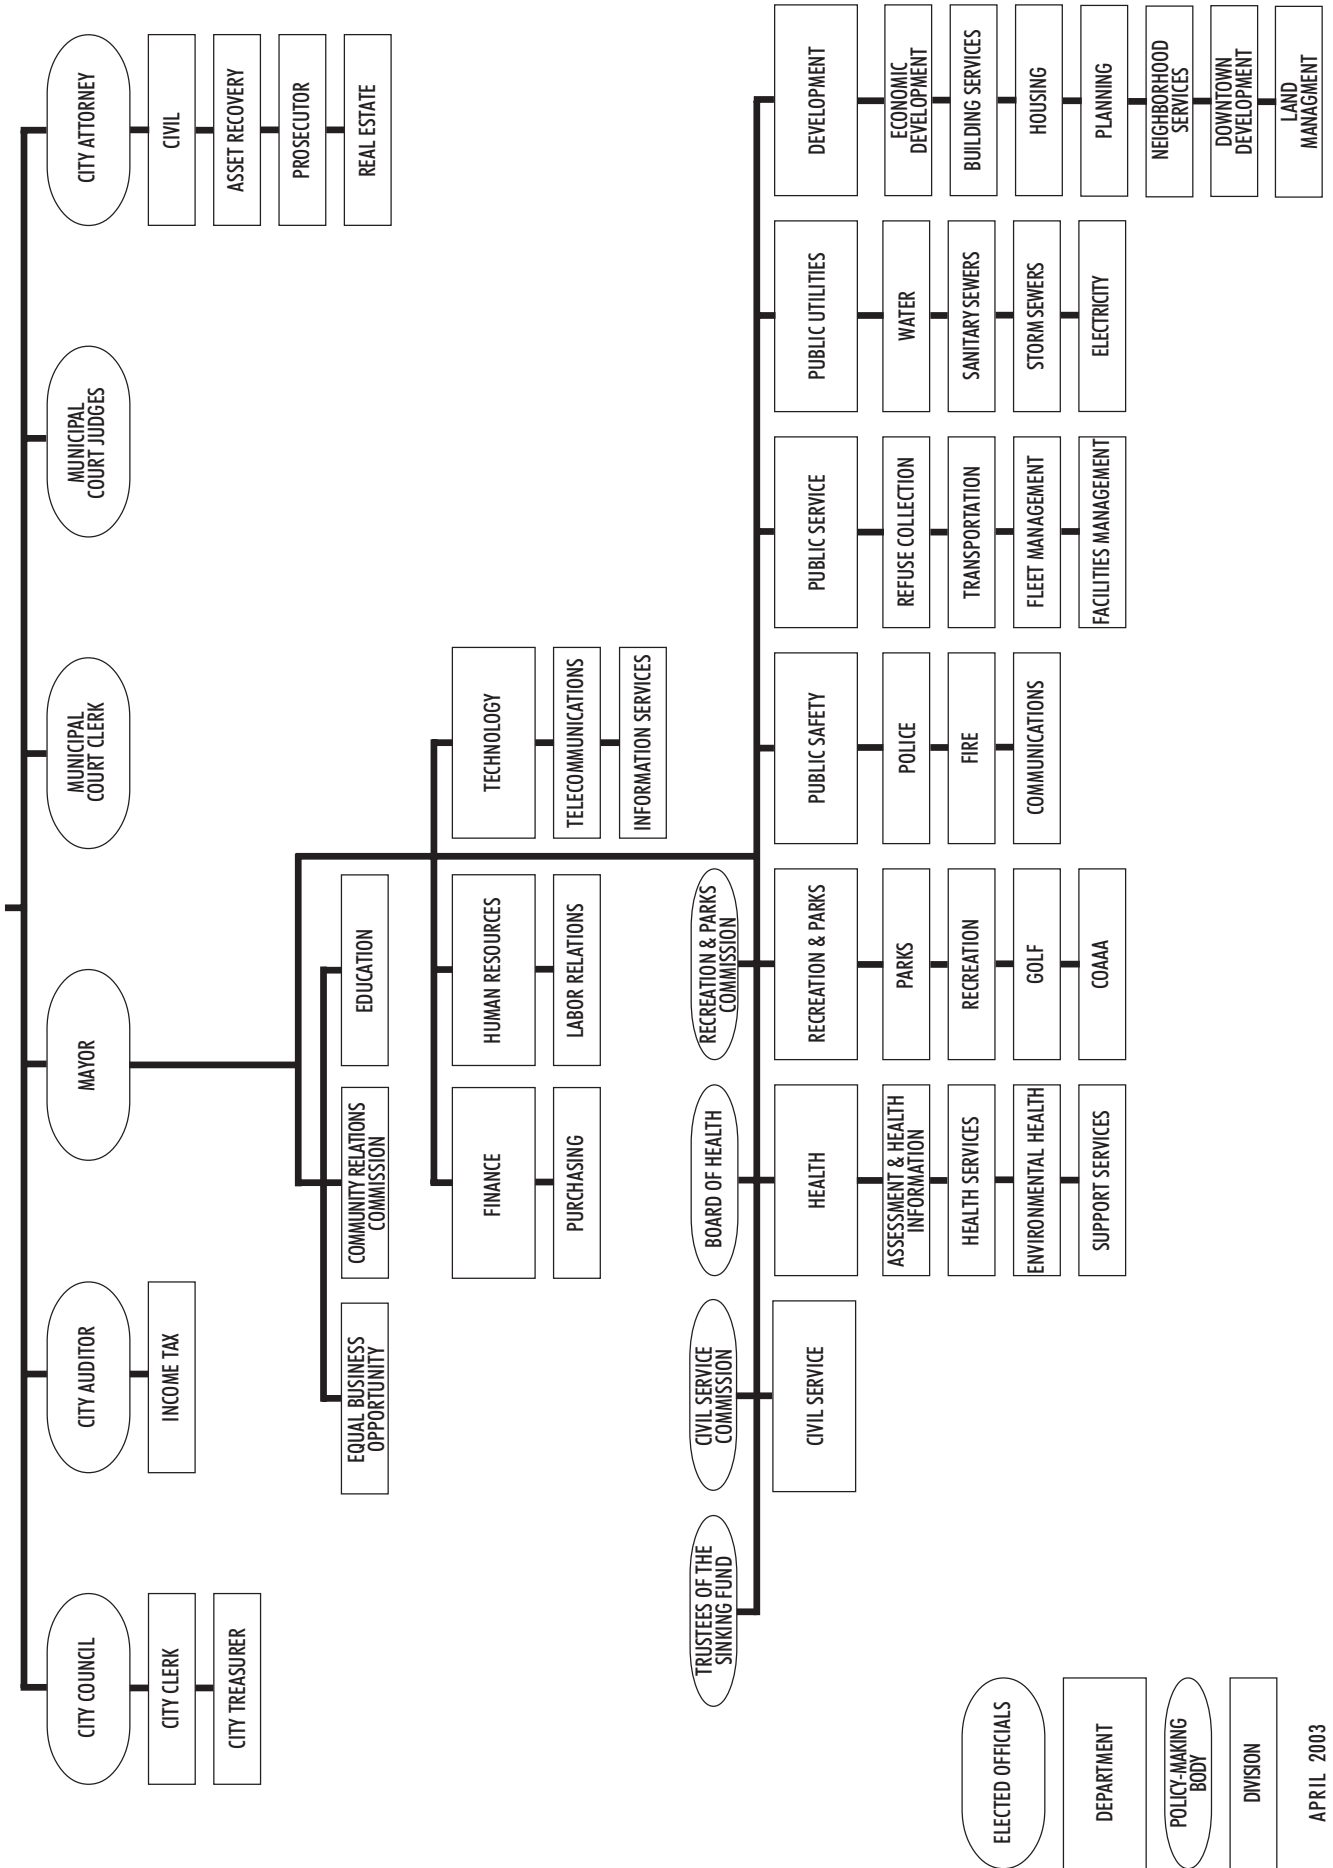 CITY COUNCIL
CITY CLERK
CITY TREASURER
CITY AUDITOR
INCOME TAX
MAYOR
MUNICIPAL
COURT CLERK
MUNICIPAL
COURT JUDGES
CITY ATTORNEY
CIVIL
ASSET RECOVERY
PROSECUTOR
REAL ESTATE
EQUAL BUSINESS
OPPORTUNITY
COMMUNITY RELATIONS
COMMISSION
EDUCATION
FINANCE
PURCHASING
HUMAN RESOURCES
LABOR RELATIONS
TECHNOLOGY
TELECOMMUNICATIONS
INFORMATION SERVICES
TRUSTEES OF THE
SINKING FUND
CIVIL SERVICE
COMMISSION
CIVIL SERVICE
BOARD OF HEALTH
HEALTH
ASSESSMENT & HEALTH
INFORMATION
HEALTH SERVICES
ENVIRONMENTAL HEALTH
SUPPORT SERVICES
RECREATION & PARKS
COMMISSION
RECREATION & PARKS
PARKS
RECREATION
GOLF
COAAA
PUBLIC SAFETY
POLICE
FIRE
COMMUNICATIONS
PUBLIC SERVICE
REFUSE COLLECTION
TRANSPORTATION
FLEET MANAGEMENT
FACILITIES MANAGEMENT
PUBLIC UTILITIES
WATER
SANITARY SEWERS
STORM SEWERS
ELECTRICITY
DEVELOPMENT
ECONOMIC
DEVELOPMENT
BUILDING SERVICES
HOUSING
PLANNING
NEIGHBORHOOD
SERVICES
DOWNTOWN
DEVELOPMENT
LAND
MANAGMENT
ELECTED OFFICIALS
DEPARTMENT
POLICY-MAKING
BODY
DIVISION
APRIL 2003